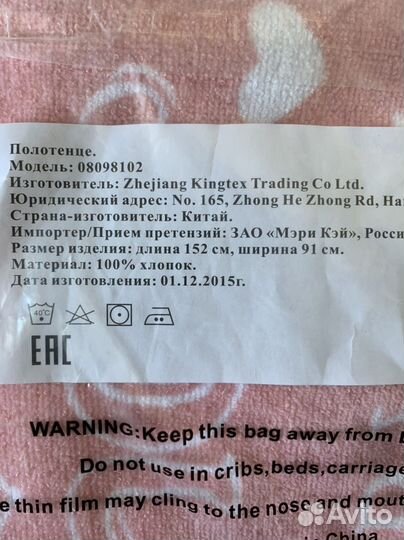 Полотенце.
Модель: 08098102
Изготовитель: Zhejiang Kingtex Trading Co Ltd.
Юридический адрес: No. 165, Zhong He Zhong Rd,
Страна-изготовитель: Китай.
Импортер/Прием претензий: ЗАО «Мэри Кэй»,
Размер изделия: длина 152 см, ширина 91 см.
Материал: 100% хлопок.
Дата изготовления: 01.12.2015г.
40°C
EAC
WARNING:Keep this bag away from
Do not use in cribs,beds,carriage
e thin film may cling to the nose and mou
in China
Avito